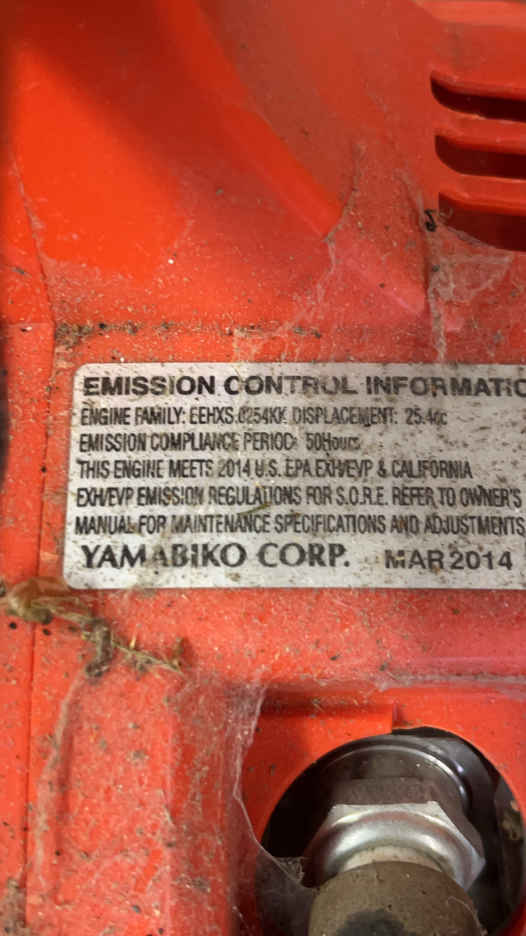 EMISSION CONTROL INFORMATIO
ENGINE FAMILY: EEHXS.0254KK DISPLACEMENT: 25.4cc
EMISSION COMPLIANCE PERIOD: 50Hours
THIS ENGINE MEETS 2014 U.S. EPA EXH/EVP & CALIFORNIA
EXH/EVP EMISSION REGULATIONS FOR S.O.R.E. REFER TO OWNER'S
MANUAL FOR MAINTENANCE SPECIFICATIONS AND ADJUSTMENTS
YAMABIKO CORP. MAR 2014